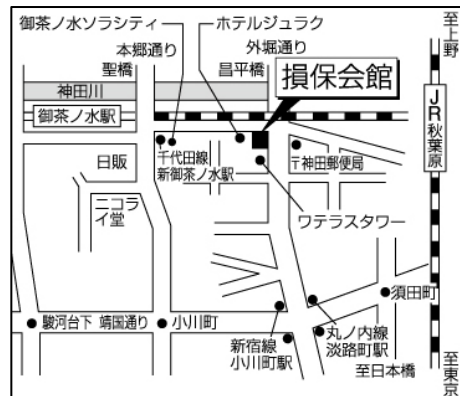 御茶ノ水ソラシティ
ホテルジュラク
至上野
本郷通り
外堀通り
聖橋
昌平橋
損保会館
神田川
御茶ノ水駅
JR秋葉原
日販
千代田線
新御茶ノ水駅
〒神田郵便局
ニコラ
イ堂
ワテラスタワー
須田町
駿河台下
靖国通り
小川町
新宿線
小川町駅
丸ノ内線
淡路町駅
至日本橋
至東京